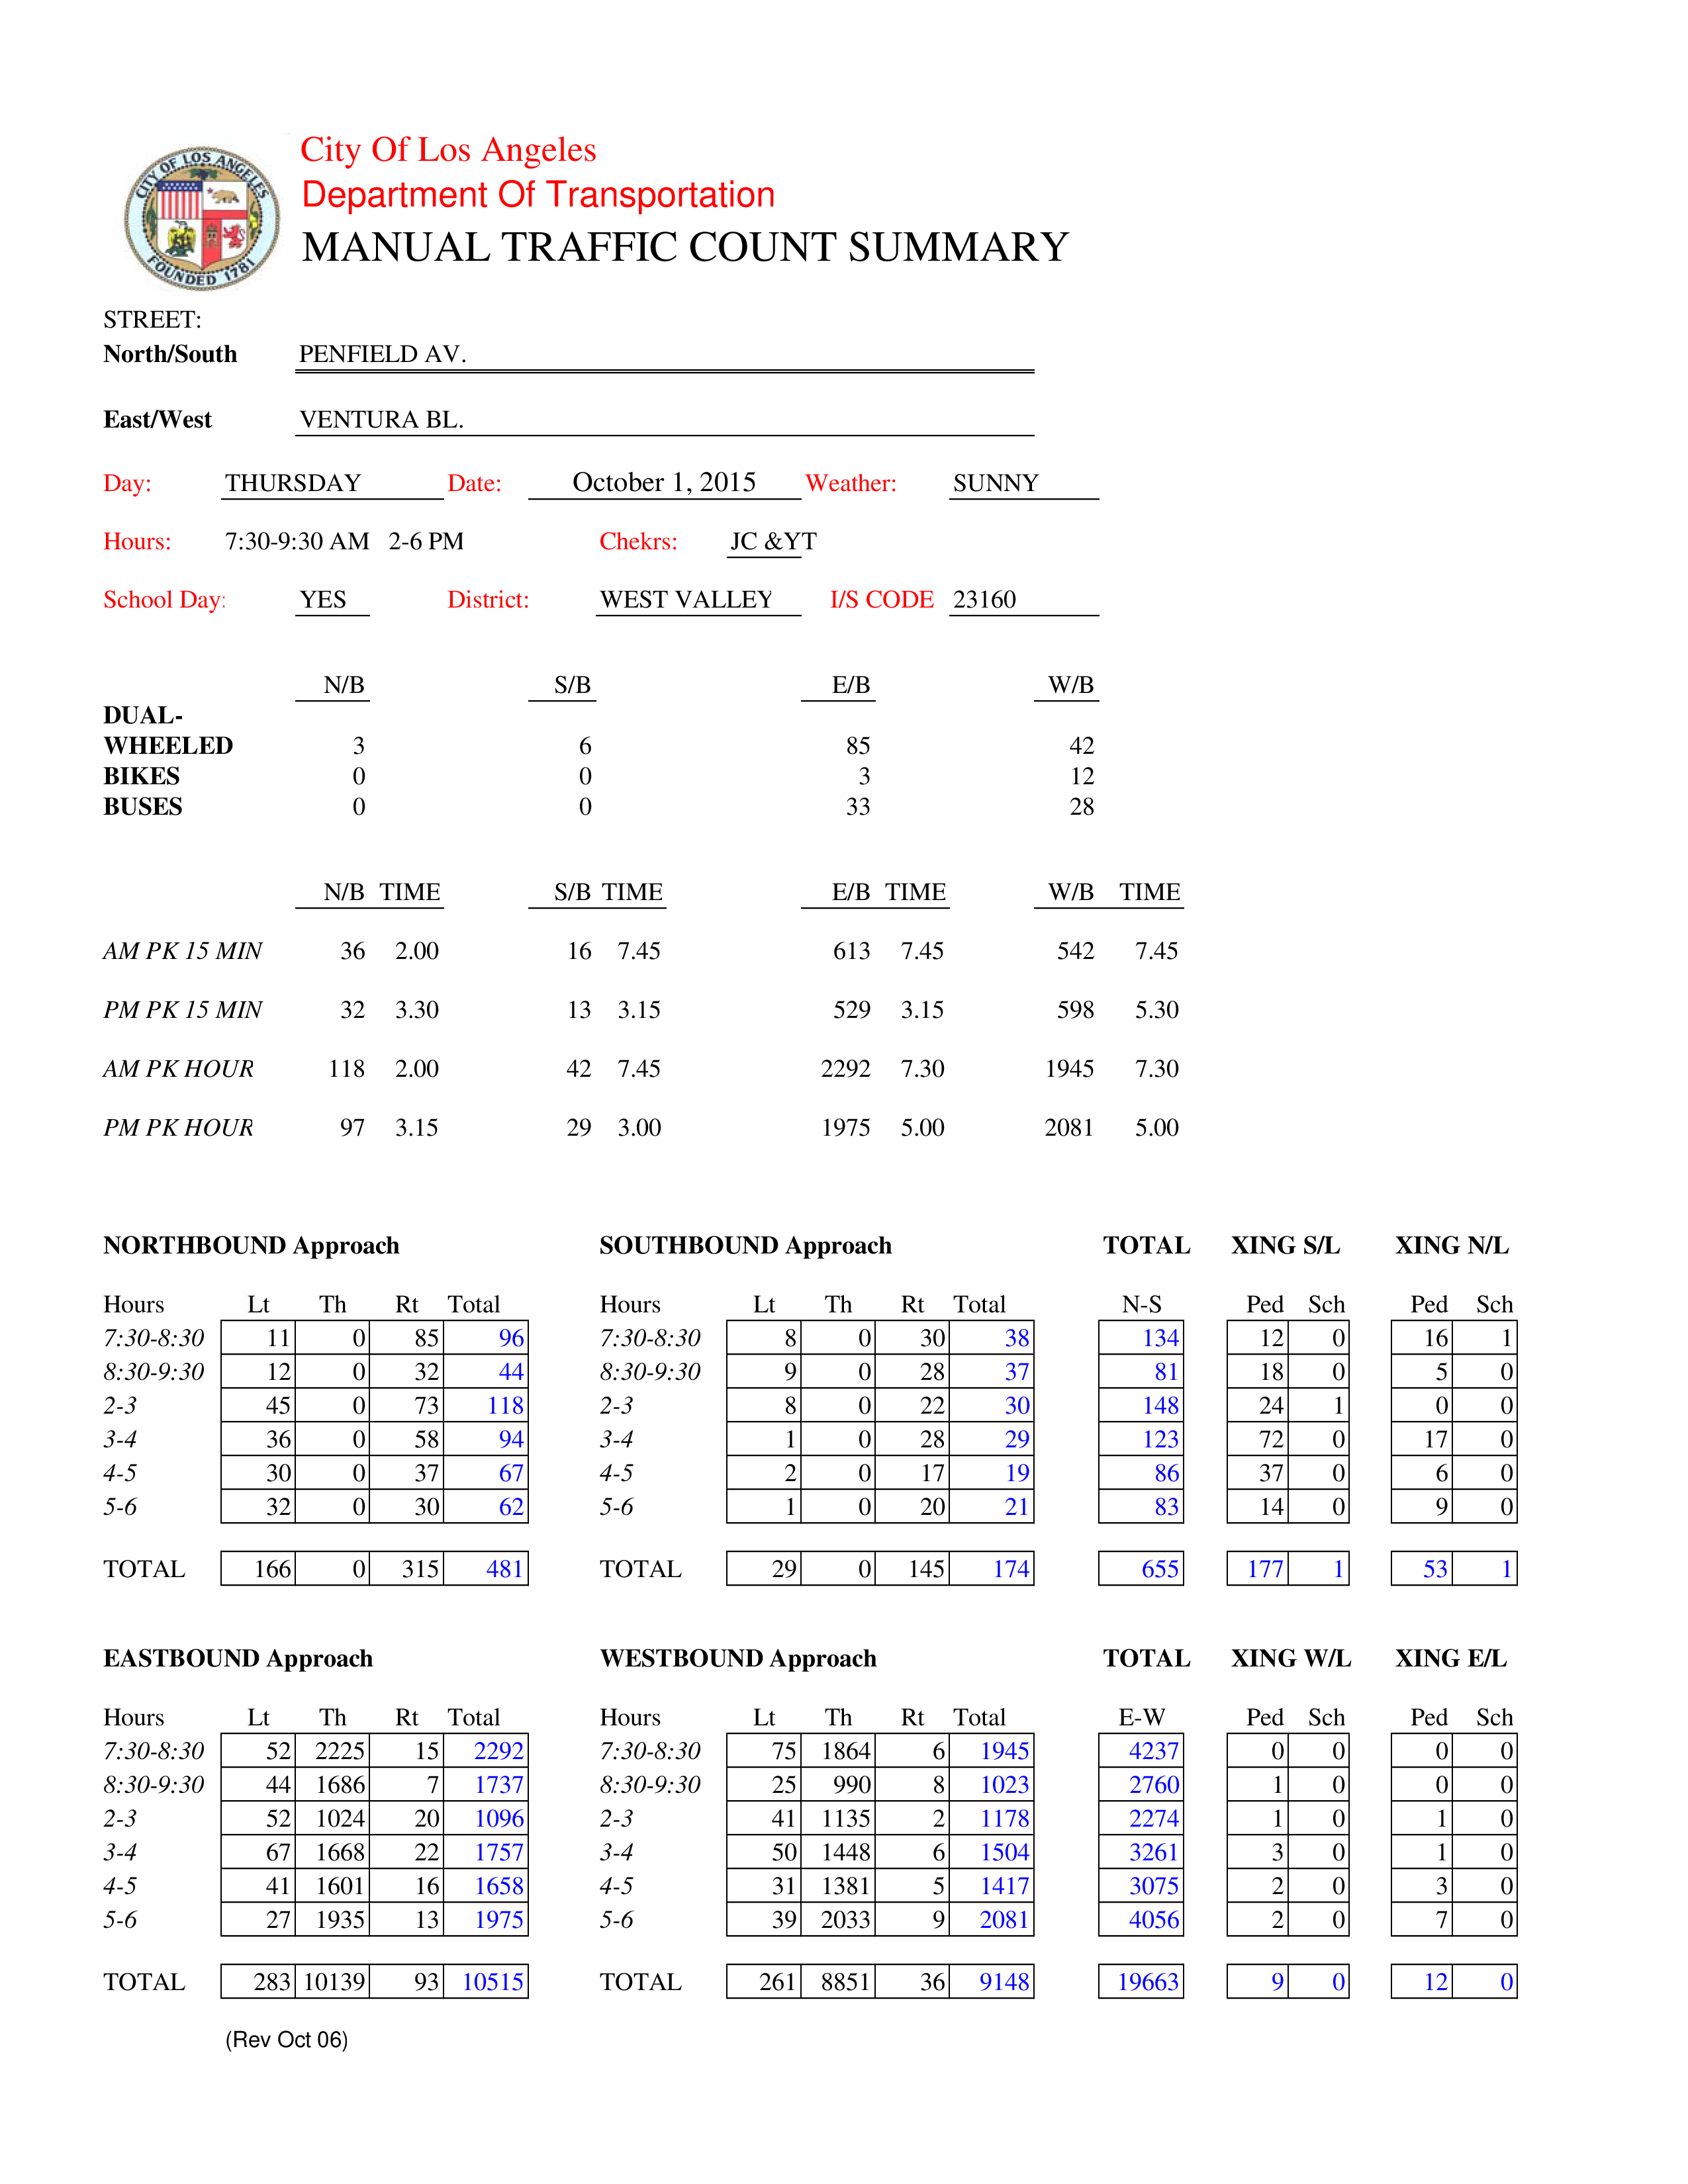 CITY OF LOS ANGELES
FOUNDED 1781
City Of Los Angeles
Department Of Transportation
MANUAL TRAFFIC COUNT SUMMARY
STREET:
North/South PENFIELD AV.
East/West VENTURA BL.
Day: THURSDAY Date: October 1, 2015 Weather: SUNNY
Hours: 7:30-9:30 AM 2-6 PM Chekrs: JC &YT
School Day: YES District: WEST VALLEY I/S CODE 23160
N/B S/B E/B W/B
DUAL-
WHEELED 3 6 85 42
BIKES 0 0 3 12
BUSES 0 0 33 28
N/B TIME S/B TIME E/B TIME W/B TIME
AM PK 15 MIN 36 2.00 16 7.45 613 7.45 542 7.45
PM PK 15 MIN 32 3.30 13 3.15 529 3.15 598 5.30
AM PK HOUR 118 2.00 42 7.45 2292 7.30 1945 7.30
PM PK HOUR 97 3.15 29 3.00 1975 5.00 2081 5.00
NORTHBOUND Approach SOUTHBOUND Approach TOTAL XING S/L XING N/L
Hours Lt Th Rt Total Hours Lt Th Rt Total N-S Ped Sch Ped Sch
7:30-8:30 11 0 85 96 7:30-8:30 8 0 30 38 134 12 0 16 1
8:30-9:30 12 0 32 44 8:30-9:30 9 0 28 37 81 18 0 5 0
2-3 45 0 73 118 2-3 8 0 22 30 148 24 1 0 0
3-4 36 0 58 94 3-4 1 0 28 29 123 72 0 17 0
4-5 30 0 37 67 4-5 2 0 17 19 86 37 0 6 0
5-6 32 0 30 62 5-6 1 0 20 21 83 14 0 9 0
TOTAL 166 0 315 481 TOTAL 29 0 145 174 655 177 1 53 1
EASTBOUND Approach WESTBOUND Approach TOTAL XING W/L XING E/L
Hours Lt Th Rt Total Hours Lt Th Rt Total E-W Ped Sch Ped Sch
7:30-8:30 52 2225 15 2292 7:30-8:30 75 1864 6 1945 4237 0 0 0 0
8:30-9:30 44 1686 7 1737 8:30-9:30 25 990 8 1023 2760 1 0 0 0
2-3 52 1024 20 1096 2-3 41 1135 2 1178 2274 1 0 1 0
3-4 67 1668 22 1757 3-4 50 1448 6 1504 3261 3 0 1 0
4-5 41 1601 16 1658 4-5 31 1381 5 1417 3075 2 0 3 0
5-6 27 1935 13 1975 5-6 39 2033 9 2081 4056 2 0 7 0
TOTAL 283 10139 93 10515 TOTAL 261 8851 36 9148 19663 9 0 12 0
(Rev Oct 06)